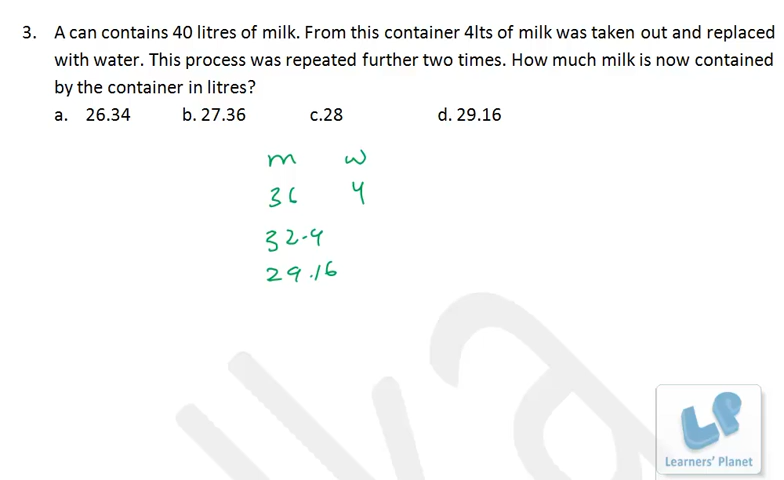 3. A can contains 40 litres of milk. From this container 4lts of milk was taken out and replaced
with water. This process was repeated further two times. How much milk is now contained
by the container in litres?
a. 26.34 b. 27.36 c.28 d. 29.16
m w
36 4
32.4
29.16
LP
Learners' Planet